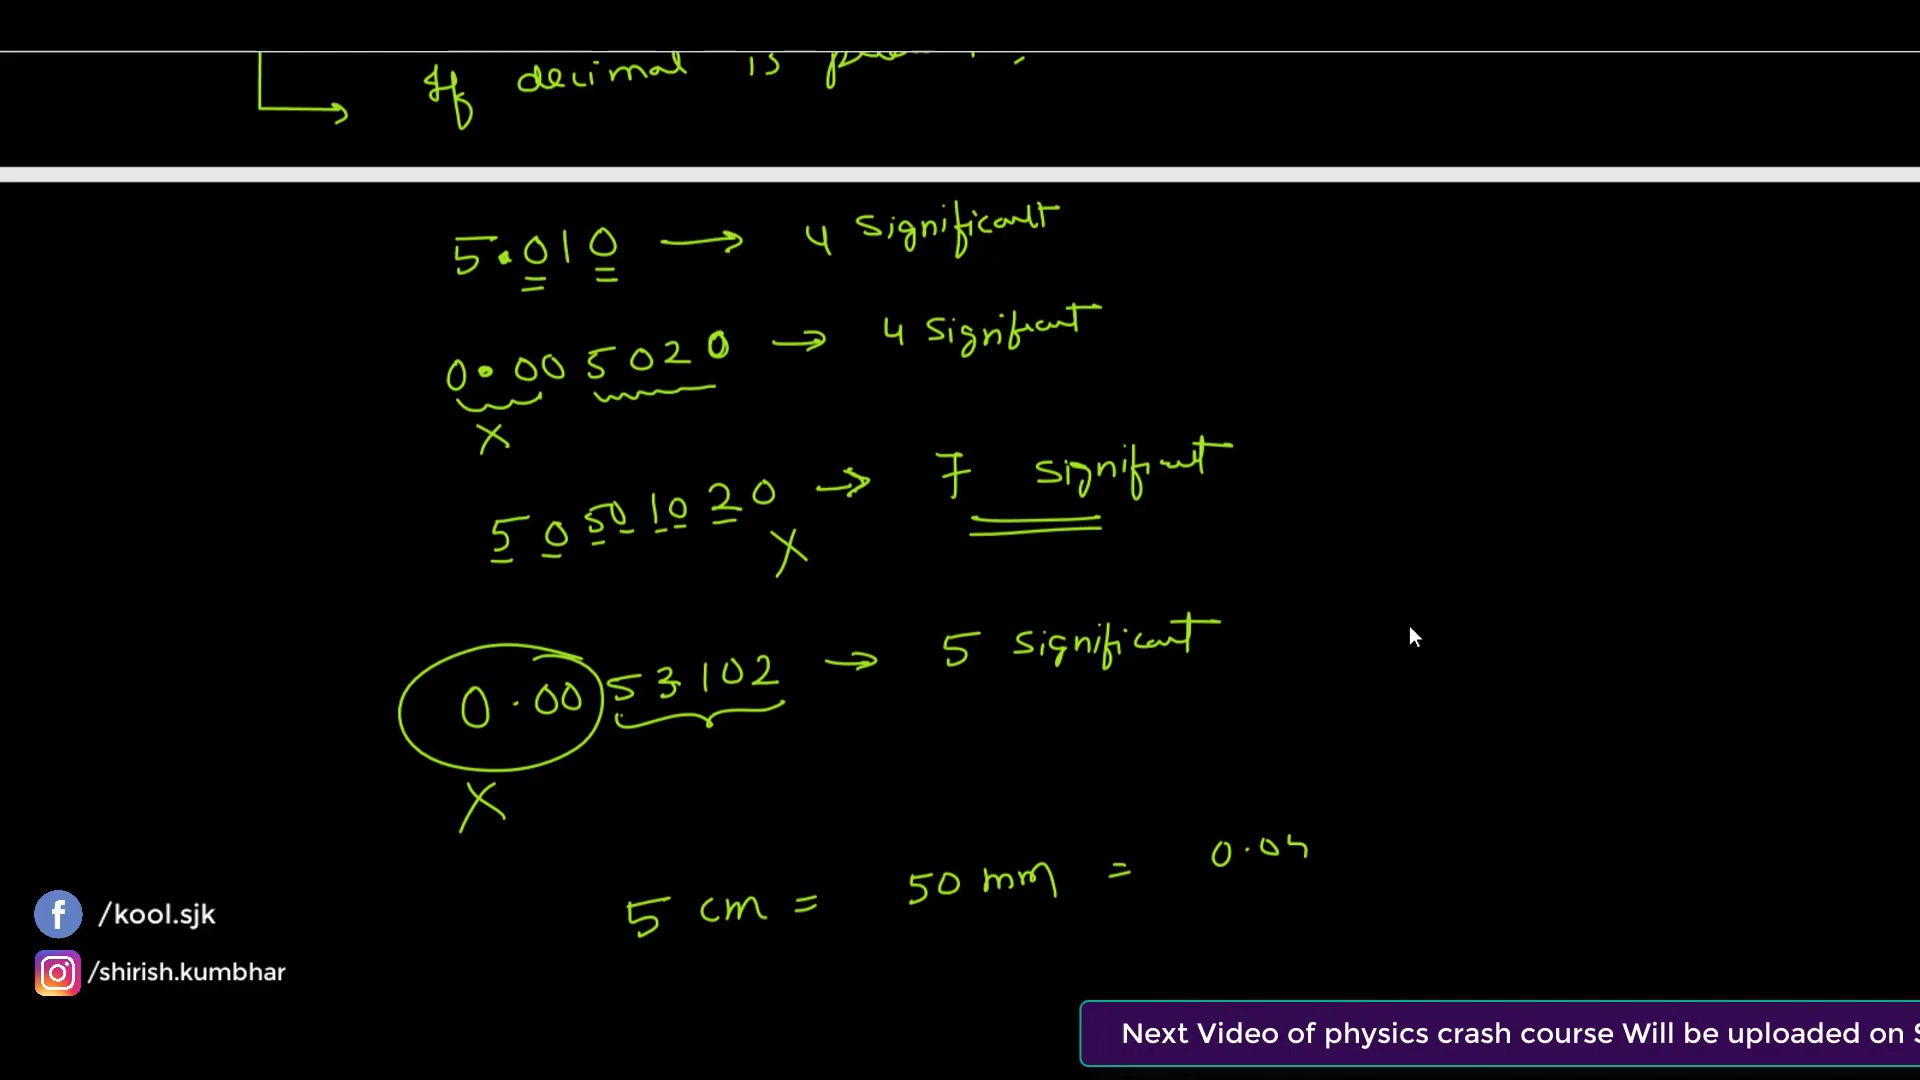 If decimal is
5.010 → 4 significant
0.005020 → 4 significant
X
50501020 → 7 significant
X
0.0053102 → 5 significant
X
5 cm = 50 mm = 0.05
/kool.sjk
/shirish.kumbhar
Next Video of physics crash course Will be uploaded on